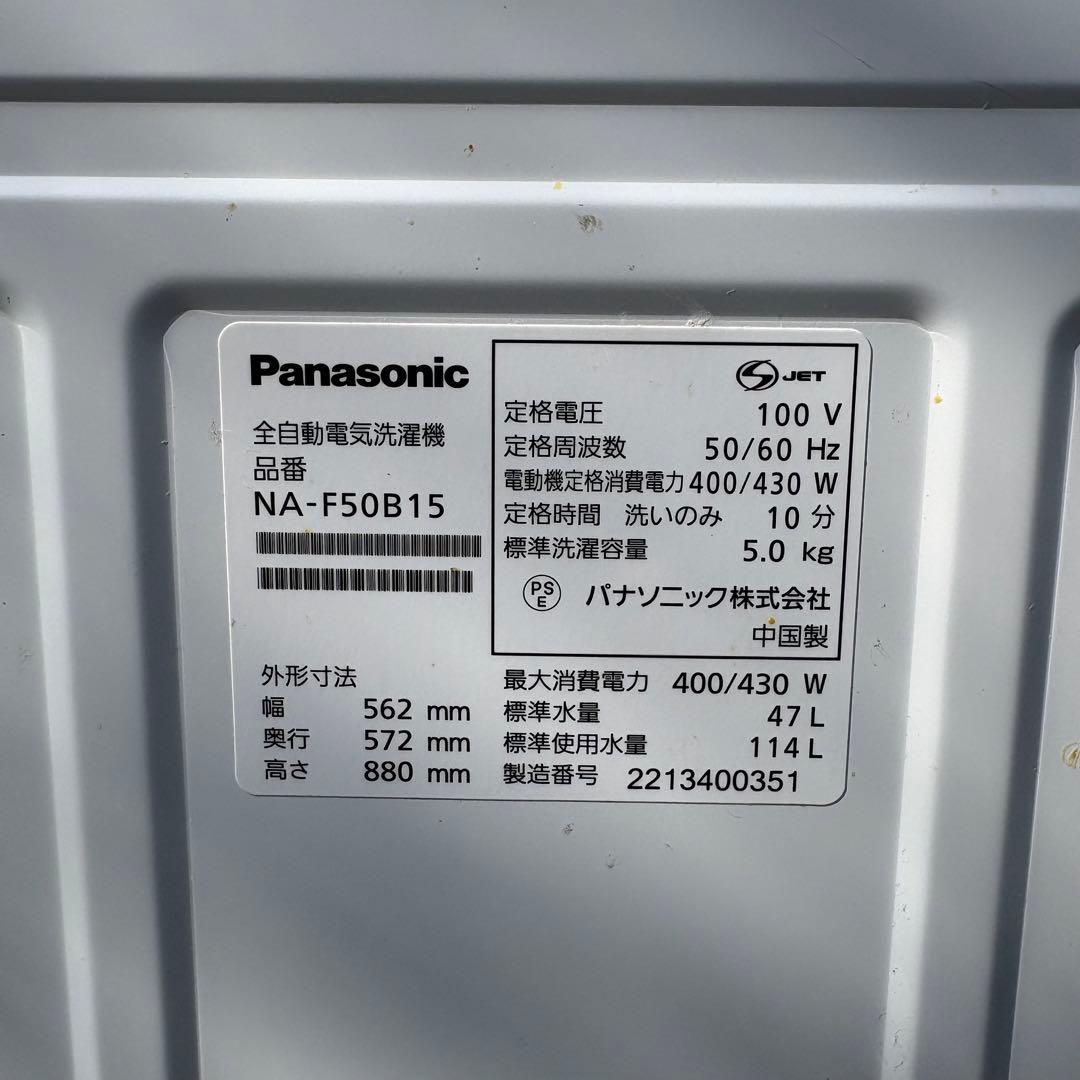 Panasonic
全自動電気洗濯機
品番
NA-F50B15
外形寸法
幅 562 mm
奥行 572 mm
高さ 880 mm
S JET
定格電圧 100 V
定格周波数 50/60 Hz
電動機定格消費電力 400/430 W
定格時間 洗いのみ 10 分
標準洗濯容量 5.0 kg
PS E パナソニック株式会社
中国製
最大消費電力 400/430 W
標準水量 47 L
標準使用水量 114 L
製造番号 2213400351